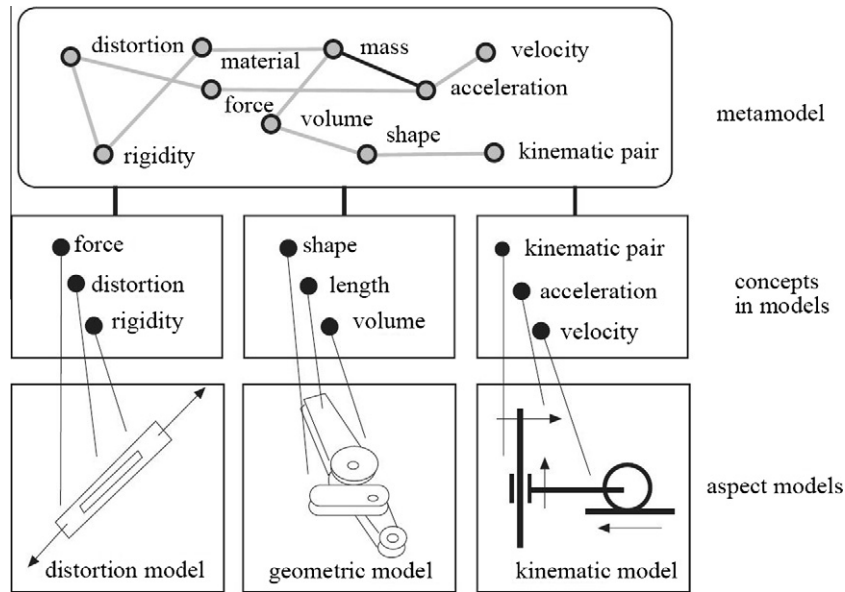 distortion
material
mass
velocity
force
acceleration
volume
shape
rigidity
kinematic pair
metamodel
force
distortion
rigidity
shape
length
volume
kinematic pair
acceleration
velocity
concepts
in models
distortion model
geometric model
kinematic model
aspect models